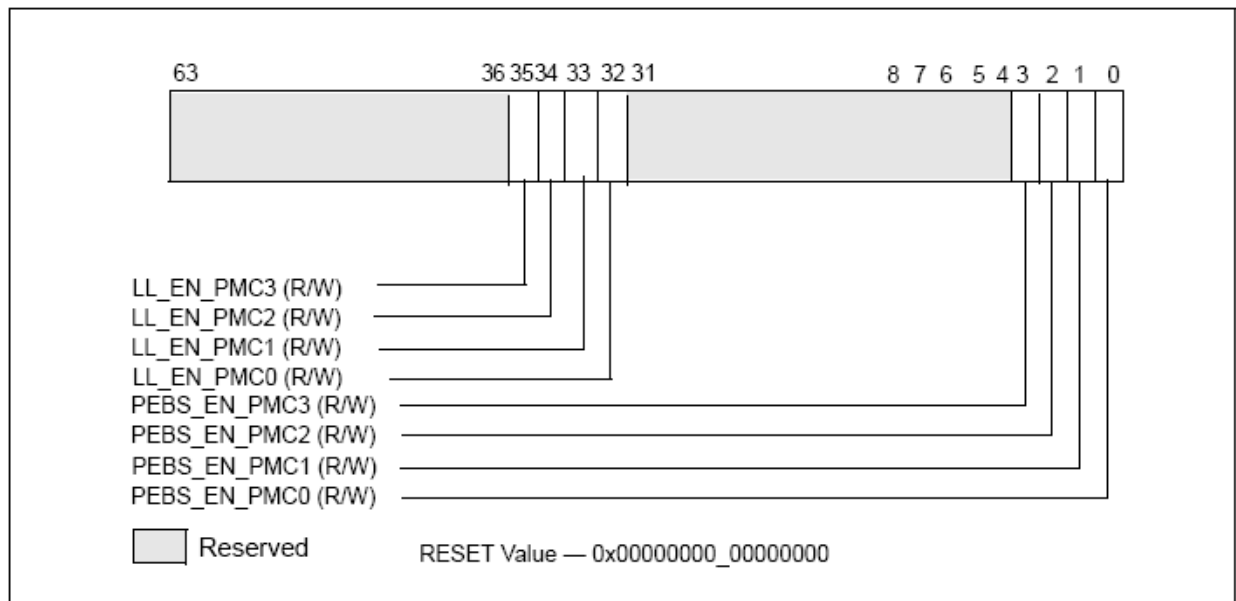 63 36 35 34 33 32 31 8 7 6 5 4 3 2 1 0
LL_EN_PMC3 (R/W)
LL_EN_PMC2 (R/W)
LL_EN_PMC1 (R/W)
LL_EN_PMC0 (R/W)
PEBS_EN_PMC3 (R/W)
PEBS_EN_PMC2 (R/W)
PEBS_EN_PMC1 (R/W)
PEBS_EN_PMC0 (R/W)
Reserved RESET Value — 0x00000000_00000000